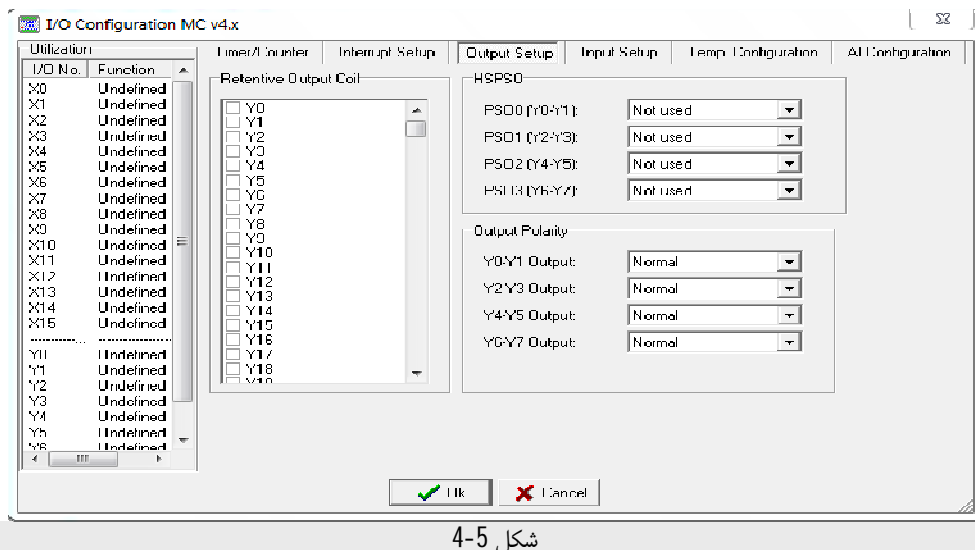 I/O Configuration MC v4.x
Utilization
Timer/Counter Interrupt Setup Output Setup Input Setup Temp. Configuration AI Configuration
I/O No. Function
X0 Undefined
X1 Undefined
X2 Undefined
X3 Undefined
X4 Undefined
X5 Undefined
X6 Undefined
X7 Undefined
X8 Undefined
X9 Undefined
X10 Undefined
X11 Undefined
X12 Undefined
X13 Undefined
X14 Undefined
X15 Undefined
Y0 Undefined
Y1 Undefined
Y2 Undefined
Y3 Undefined
Y4 Undefined
Y5 Undefined
Y6 Undefined
Retentive Output Coil
Y0
Y1
Y2
Y3
Y4
Y5
Y6
Y7
Y8
Y9
Y10
Y11
Y12
Y13
Y14
Y15
Y16
Y17
Y18
Y19
HSPSO
PSO0 (Y0-Y1): Not used
PSO1 (Y2-Y3): Not used
PSO2 (Y4-Y5): Not used
PSO3 (Y6-Y7): Not used
Output Polarity
Y0-Y1 Output: Normal
Y2-Y3 Output: Normal
Y4-Y5 Output: Normal
Y6-Y7 Output: Normal
Ok Cancel
شکل 5-4